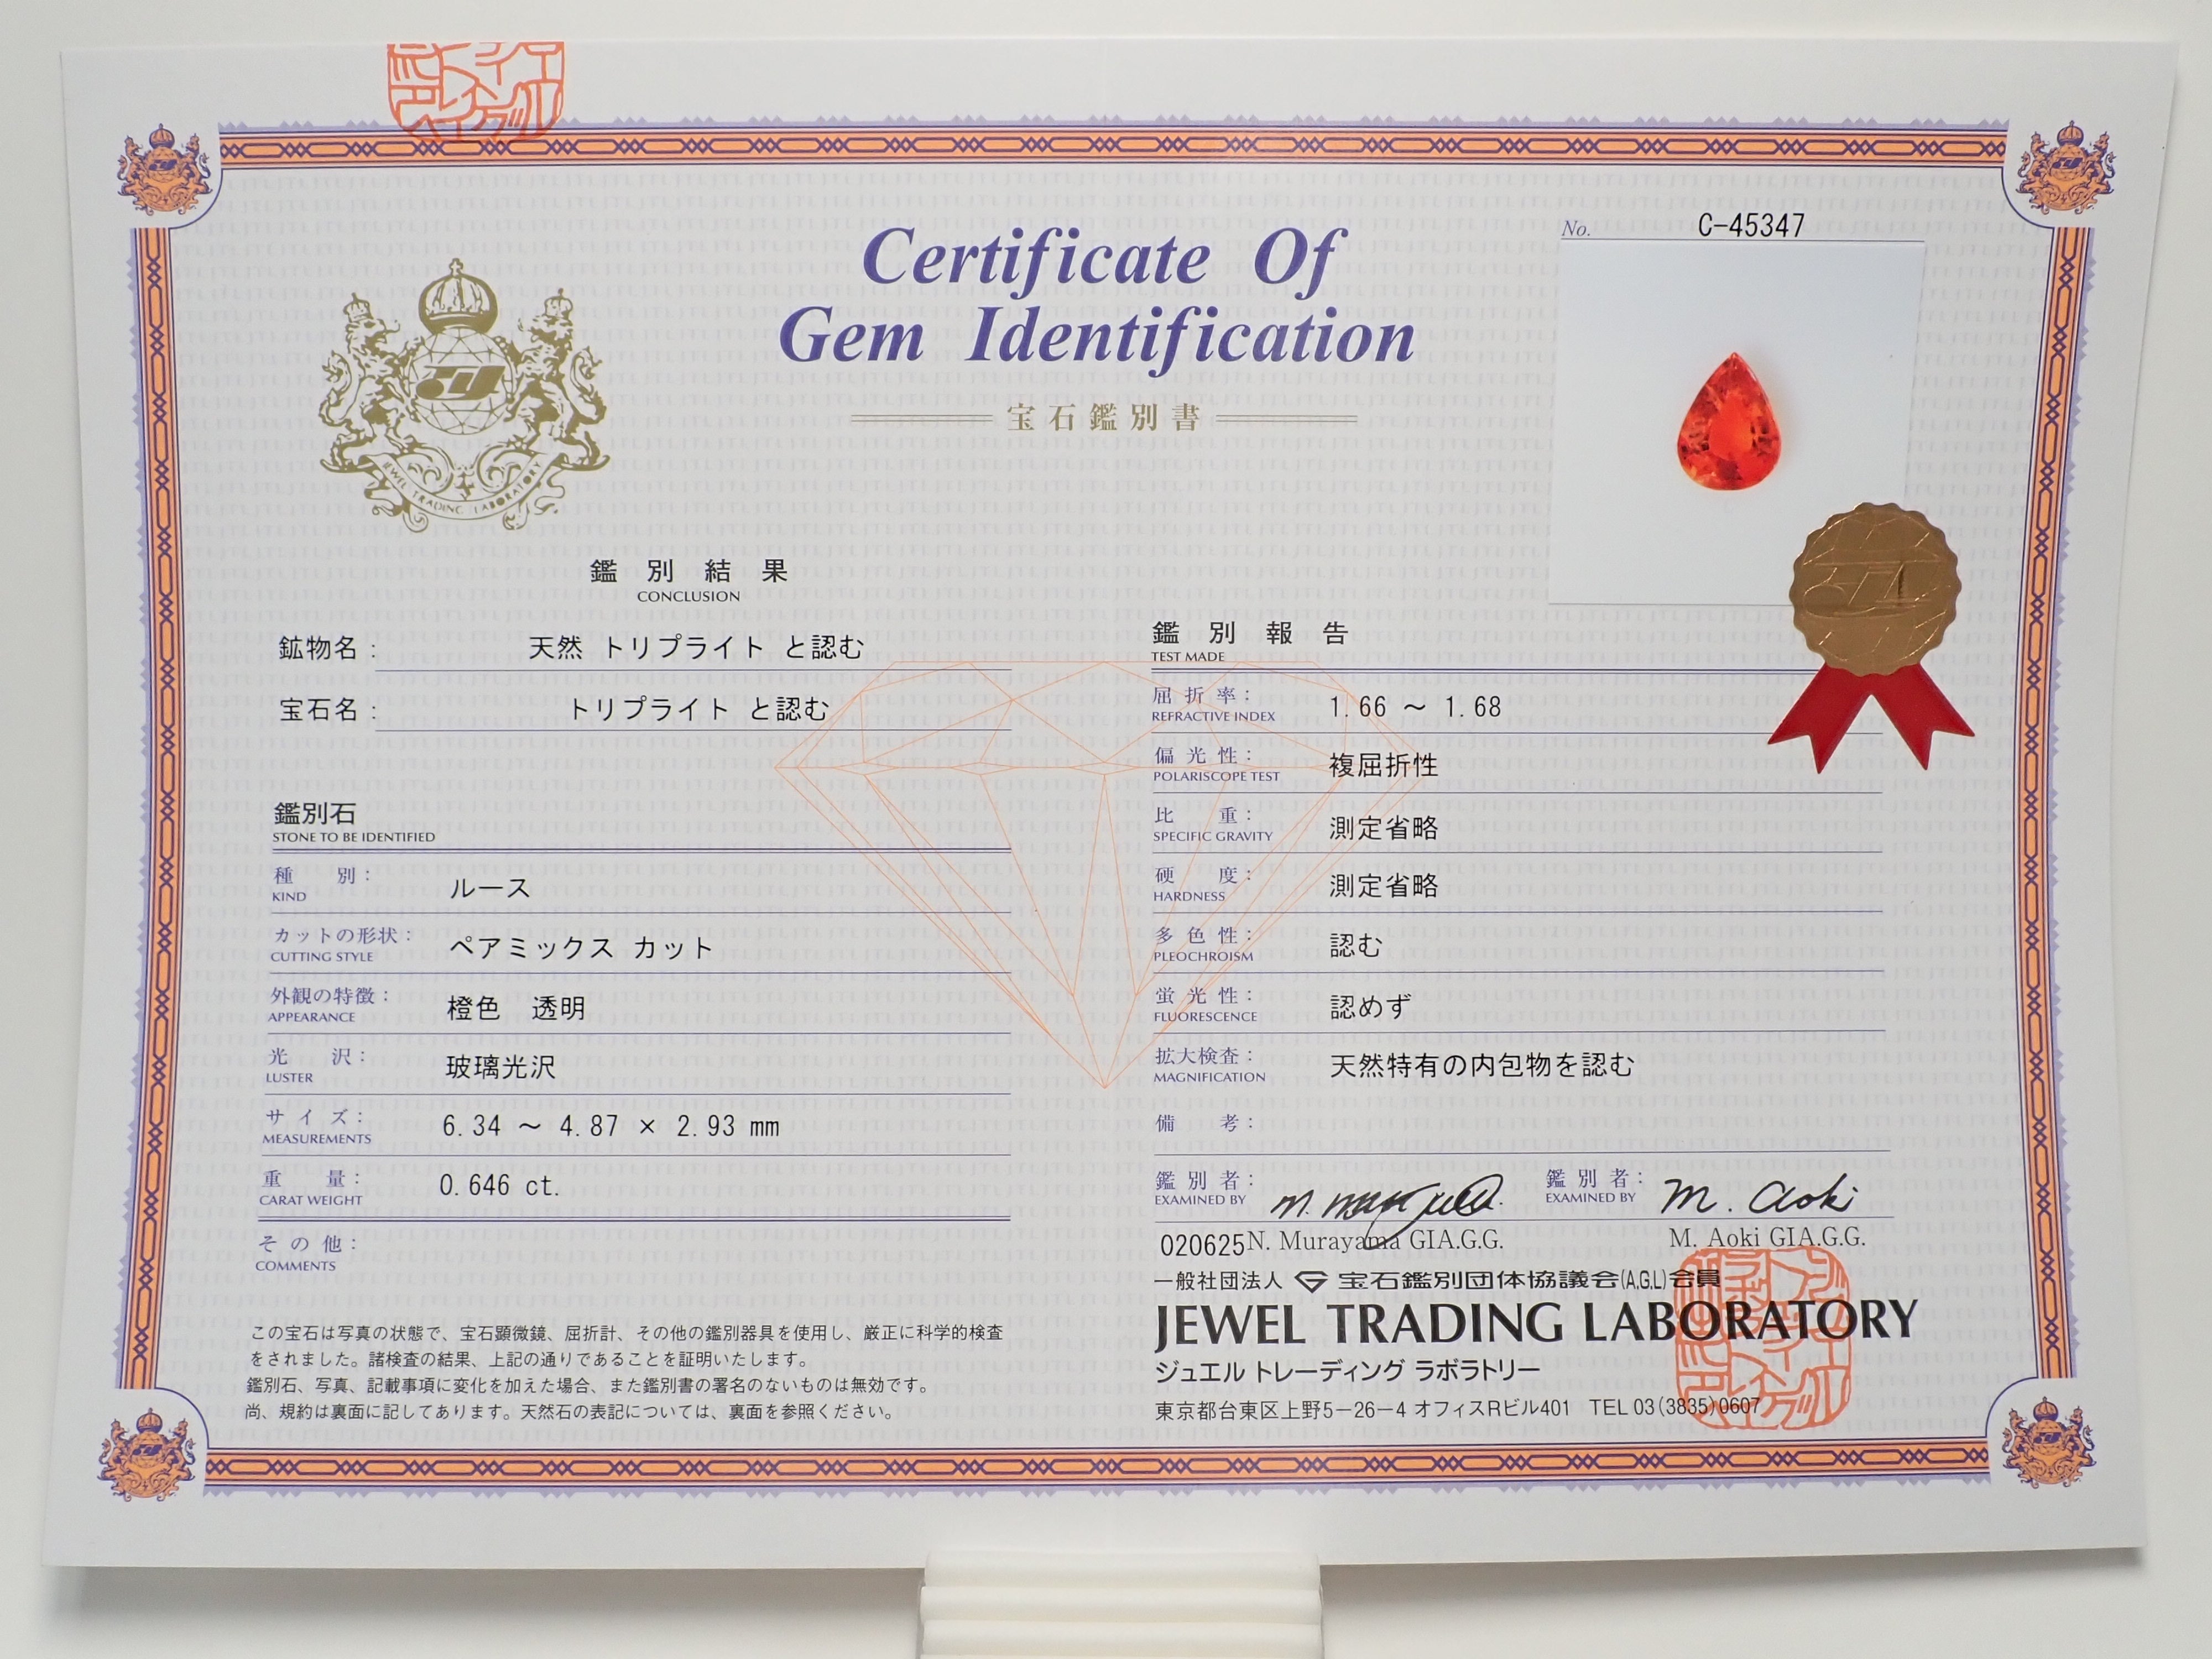 No. C-45347
Certificate Of
Gem Identification
宝石鑑別書
JEWEL TRADING LABORATORY
鑑別結果
CONCLUSION
鉱物名: 天然 トリプライト と認む
宝石名: トリプライト と認む
鑑別石
STONE TO BE IDENTIFIED
種別: ルース
KIND
カットの形状: ペアミックス カット
CUTTING STYLE
外観の特徴: 橙色 透明
APPEARANCE
光沢: 玻璃光沢
LUSTER
サイズ: 6.34 ～ 4.87 × 2.93 mm
MEASUREMENTS
重量: 0.646 ct.
CARAT WEIGHT
その他:
COMMENTS
この宝石は写真の状態で、宝石顕微鏡、屈折計、その他の鑑別器具を使用し、厳正に科学的検査
をされました。諸検査の結果、上記の通りであることを証明いたします。
鑑別石、写真、記載事項に変化を加えた場合、また鑑別書の署名のないものは無効です。
尚、規約は裏面に記してあります。天然石の表記については、裏面を参照ください。
鑑別報告
TEST MADE
屈折率: 1.66 ～ 1.68
REFRACTIVE INDEX
偏光性: 複屈折性
POLARISCOPE TEST
比重: 測定省略
SPECIFIC GRAVITY
硬度: 測定省略
HARDNESS
多色性: 認む
PLEOCHROISM
蛍光性: 認めず
FLUORESCENCE
拡大検査: 天然特有の内包物を認む
MAGNIFICATION
備考:
鑑別者: 鑑別者: M. Aoki
EXAMINED BY EXAMINED BY
020625 N. Murayama GIA.G.G. M. Aoki GIA.G.G.
一般社団法人 宝石鑑別団体協議会(A.G.L)会員
JEWEL TRADING LABORATORY
ジュエル トレーディング ラボラトリー
東京都台東区上野5-26-4 オフィスRビル401 TEL 03(3835)0607